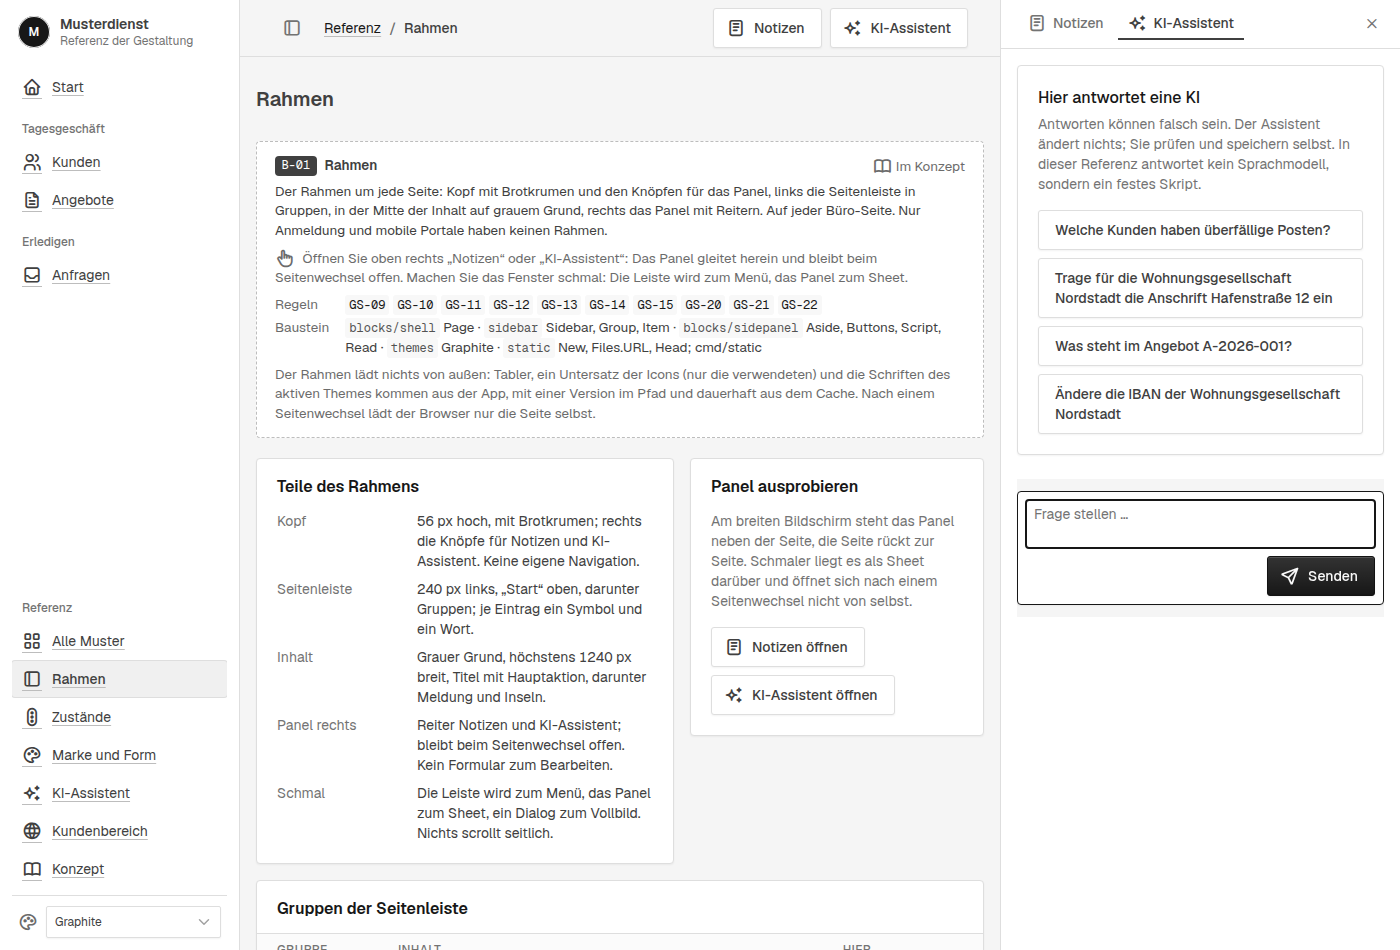 M
Musterdienst
Referenz der Gestaltung
Start
Tagesgeschäft
Kunden
Angebote
Erledigen
Anfragen
Referenz
Alle Muster
Rahmen
Zustände
Marke und Form
KI-Assistent
Kundenbereich
Konzept
Graphite
Referenz / Rahmen
Notizen
KI-Assistent
Rahmen
B-01 Rahmen
Im Konzept
Der Rahmen um jede Seite: Kopf mit Brotkrumen und den Knöpfen für das Panel, links die Seitenleiste in
Gruppen, in der Mitte der Inhalt auf grauem Grund, rechts das Panel mit Reitern. Auf jeder Büro-Seite. Nur
Anmeldung und mobile Portale haben keinen Rahmen.
Öffnen Sie oben rechts „Notizen“ oder „KI-Assistent“: Das Panel gleitet herein und bleibt beim
Seitenwechsel offen. Machen Sie das Fenster schmal: Die Leiste wird zum Menü, das Panel zum Sheet.
Regeln GS-09 GS-10 GS-11 GS-12 GS-13 GS-14 GS-15 GS-20 GS-21 GS-22
Baustein blocks/shell Page · sidebar Sidebar, Group, Item · blocks/sidepanel Aside, Buttons, Script,
Read · themes Graphite · static New, Files.URL, Head; cmd/static
Der Rahmen lädt nichts von außen: Tabler, ein Untersatz der Icons (nur die verwendeten) und die Schriften des
aktiven Themes kommen aus der App, mit einer Version im Pfad und dauerhaft aus dem Cache. Nach einem
Seitenwechsel lädt der Browser nur die Seite selbst.
Teile des Rahmens
Kopf 56 px hoch, mit Brotkrumen; rechts
die Knöpfe für Notizen und KI-
Assistent. Keine eigene Navigation.
Seitenleiste 240 px links, „Start“ oben, darunter
Gruppen; je Eintrag ein Symbol und
ein Wort.
Inhalt Grauer Grund, höchstens 1240 px
breit, Titel mit Hauptaktion, darunter
Meldung und Inseln.
Panel rechts Reiter Notizen und KI-Assistent;
bleibt beim Seitenwechsel offen.
Kein Formular zum Bearbeiten.
Schmal Die Leiste wird zum Menü, das Panel
zum Sheet, ein Dialog zum Vollbild.
Nichts scrollt seitlich.
Panel ausprobieren
Am breiten Bildschirm steht das Panel
neben der Seite, die Seite rückt zur
Seite. Schmaler liegt es als Sheet
darüber und öffnet sich nach einem
Seitenwechsel nicht von selbst.
Notizen öffnen
KI-Assistent öffnen
Gruppen der Seitenleiste
GRUPPE INHALT HIER
Notizen
KI-Assistent
Hier antwortet eine KI
Antworten können falsch sein. Der Assistent
ändert nichts; Sie prüfen und speichern selbst. In
dieser Referenz antwortet kein Sprachmodell,
sondern ein festes Skript.
Welche Kunden haben überfällige Posten?
Trage für die Wohnungsgesellschaft
Nordstadt die Anschrift Hafenstraße 12 ein
Was steht im Angebot A-2026-001?
Ändere die IBAN der Wohnungsgesellschaft
Nordstadt
Frage stellen …
Senden